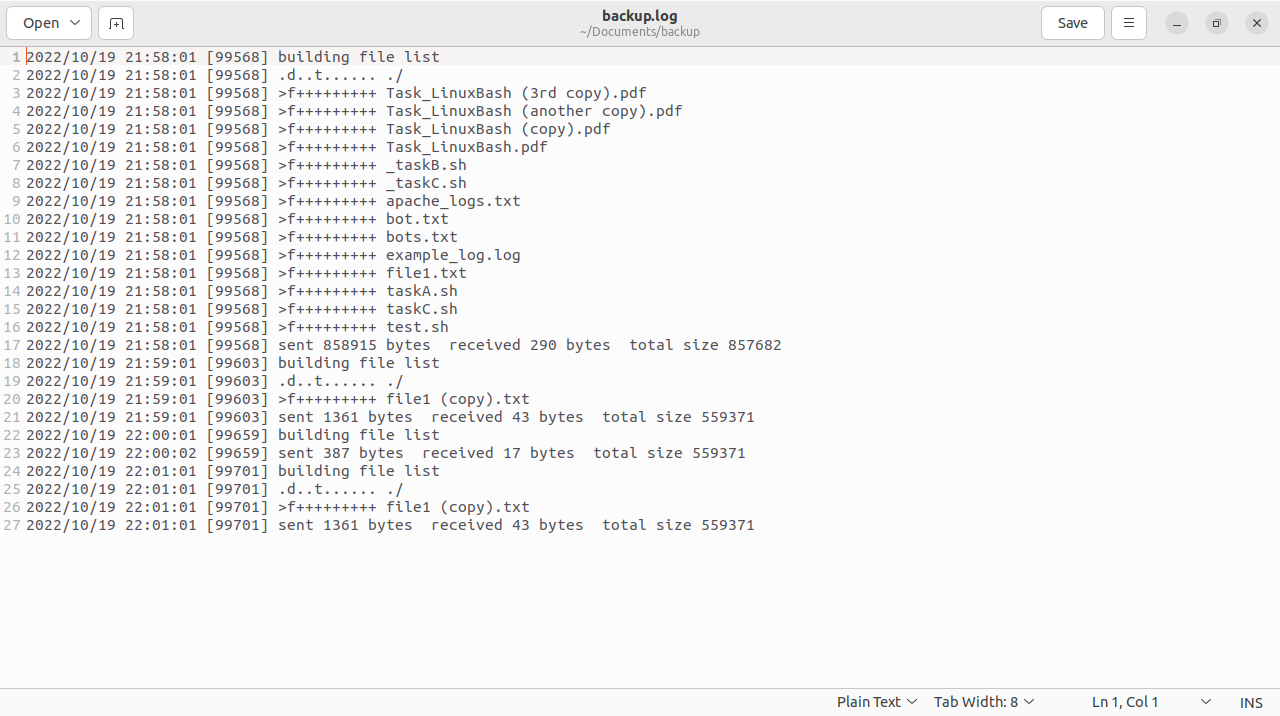 Open
backup.log
~/Documents/backup
Save
1 2022/10/19 21:58:01 [99568] building file list
2 2022/10/19 21:58:01 [99568] .d..t...... ./
3 2022/10/19 21:58:01 [99568] >f+++++++++ Task_LinuxBash (3rd copy).pdf
4 2022/10/19 21:58:01 [99568] >f+++++++++ Task_LinuxBash (another copy).pdf
5 2022/10/19 21:58:01 [99568] >f+++++++++ Task_LinuxBash (copy).pdf
6 2022/10/19 21:58:01 [99568] >f+++++++++ Task_LinuxBash.pdf
7 2022/10/19 21:58:01 [99568] >f+++++++++ _taskB.sh
8 2022/10/19 21:58:01 [99568] >f+++++++++ _taskC.sh
9 2022/10/19 21:58:01 [99568] >f+++++++++ apache_logs.txt
10 2022/10/19 21:58:01 [99568] >f+++++++++ bot.txt
11 2022/10/19 21:58:01 [99568] >f+++++++++ bots.txt
12 2022/10/19 21:58:01 [99568] >f+++++++++ example_log.log
13 2022/10/19 21:58:01 [99568] >f+++++++++ file1.txt
14 2022/10/19 21:58:01 [99568] >f+++++++++ taskA.sh
15 2022/10/19 21:58:01 [99568] >f+++++++++ taskC.sh
16 2022/10/19 21:58:01 [99568] >f+++++++++ test.sh
17 2022/10/19 21:58:01 [99568] sent 858915 bytes  received 290 bytes  total size 857682
18 2022/10/19 21:59:01 [99603] building file list
19 2022/10/19 21:59:01 [99603] .d..t...... ./
20 2022/10/19 21:59:01 [99603] >f+++++++++ file1 (copy).txt
21 2022/10/19 21:59:01 [99603] sent 1361 bytes  received 43 bytes  total size 559371
22 2022/10/19 22:00:01 [99659] building file list
23 2022/10/19 22:00:02 [99659] sent 387 bytes  received 17 bytes  total size 559371
24 2022/10/19 22:01:01 [99701] building file list
25 2022/10/19 22:01:01 [99701] .d..t...... ./
26 2022/10/19 22:01:01 [99701] >f+++++++++ file1 (copy).txt
27 2022/10/19 22:01:01 [99701] sent 1361 bytes  received 43 bytes  total size 559371
Plain Text Tab Width: 8 Ln 1, Col 1 INS